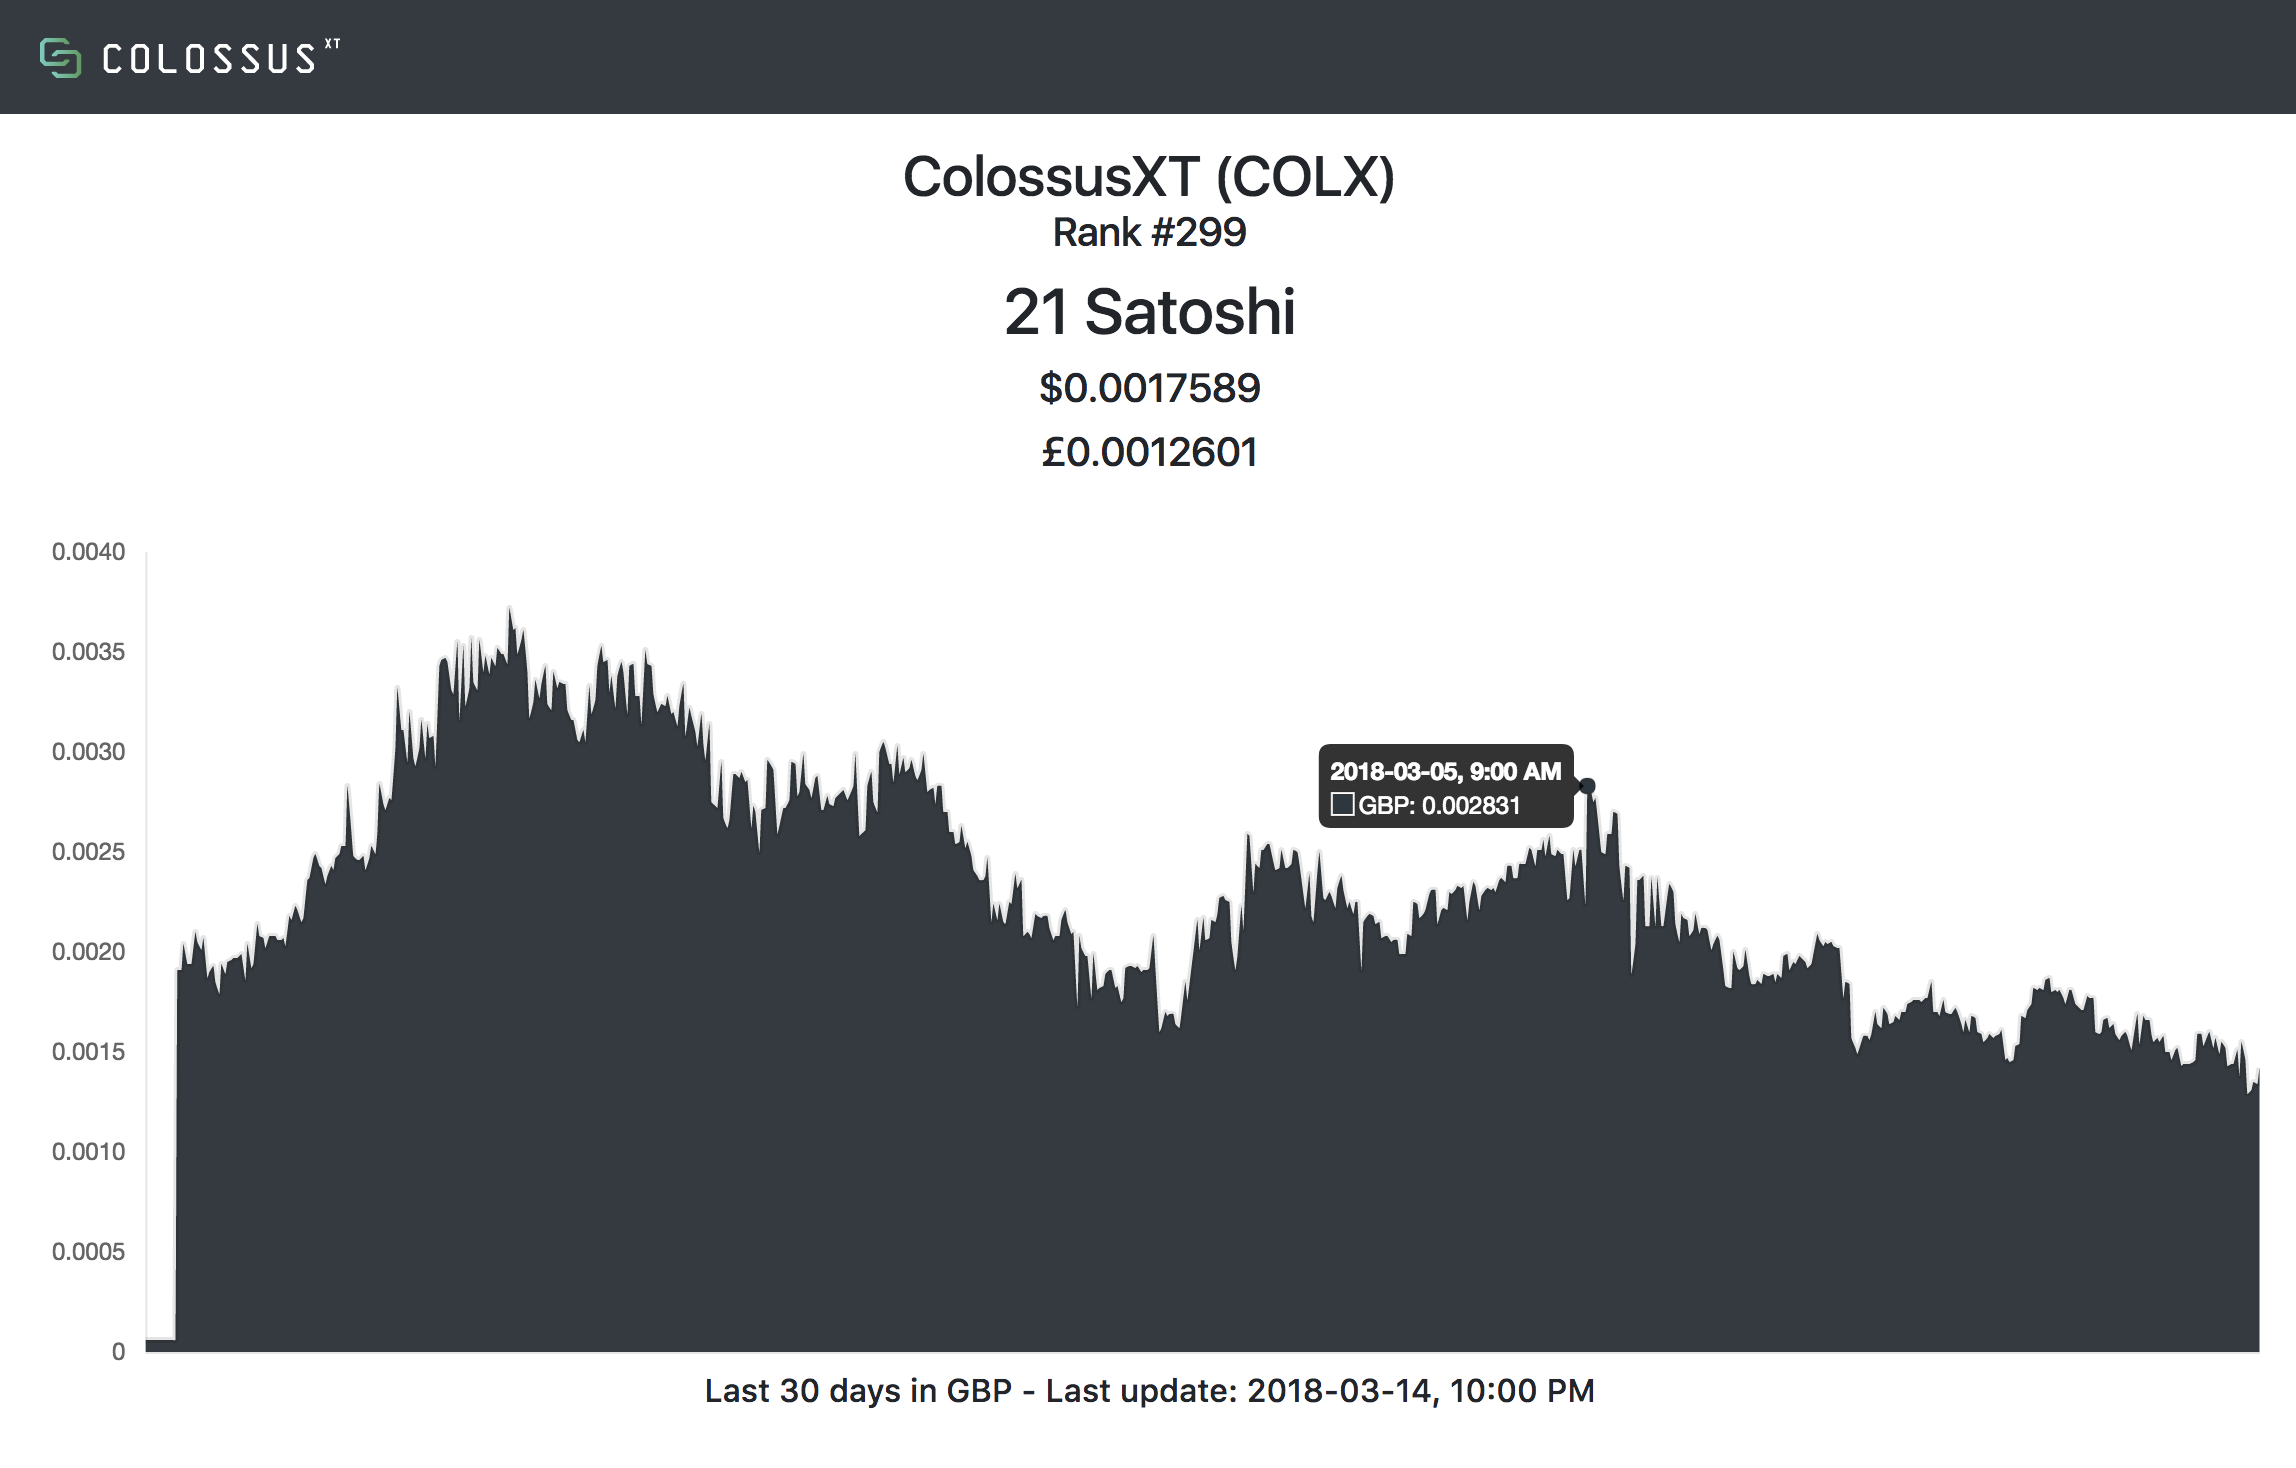 COLOSSUS XT
ColossusXT (COLX)
Rank #299
21 Satoshi
$0.0017589
£0.0012601
0.0040
0.0035
0.0030
2018-03-05, 9:00 AM
GBP: 0.002831
0.0025
0.0020
0.0015
0.0010
0.0005
0
Last 30 days in GBP - Last update: 2018-03-14, 10:00 PM